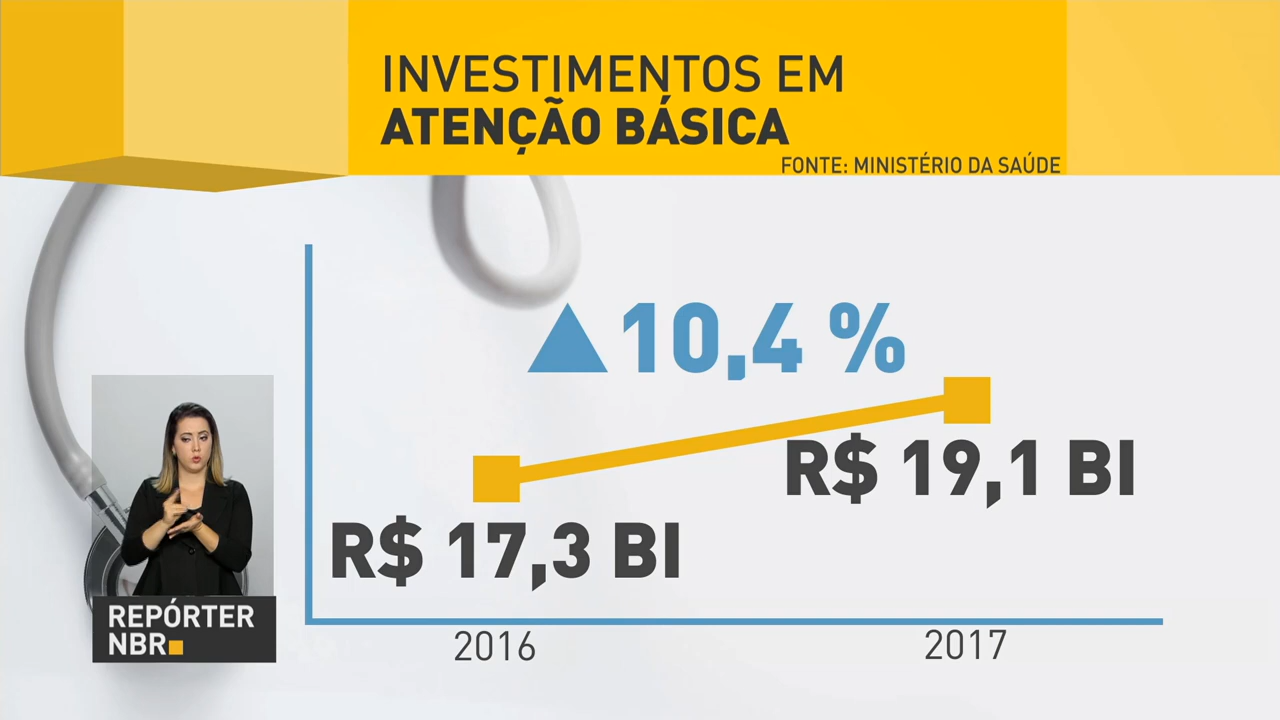 INVESTIMENTOS EM
ATENÇÃO BÁSICA
FONTE: MINISTÉRIO DA SAÚDE
▲10,4 %
R$ 19,1 BI
R$ 17,3 BI
REPÓRTER
NBR
2016
2017